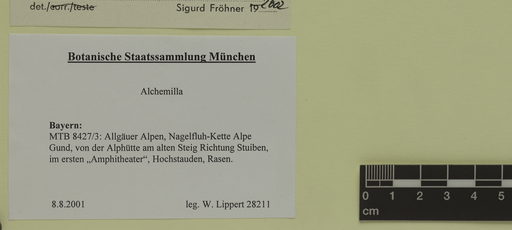 det./corr./teste Sigurd Fröhner 2002
Botanische Staatssammlung München
Alchemilla
Bayern:
MTB 8427/3: Allgäuer Alpen, Nagelfluh-Kette Alpe
Gund, von der Alphütte am alten Steig Richtung Stuiben,
im ersten „Amphitheater“, Hochstauden, Rasen.
8.8.2001 leg. W. Lippert 28211
0 1 2 3 4 5
cm